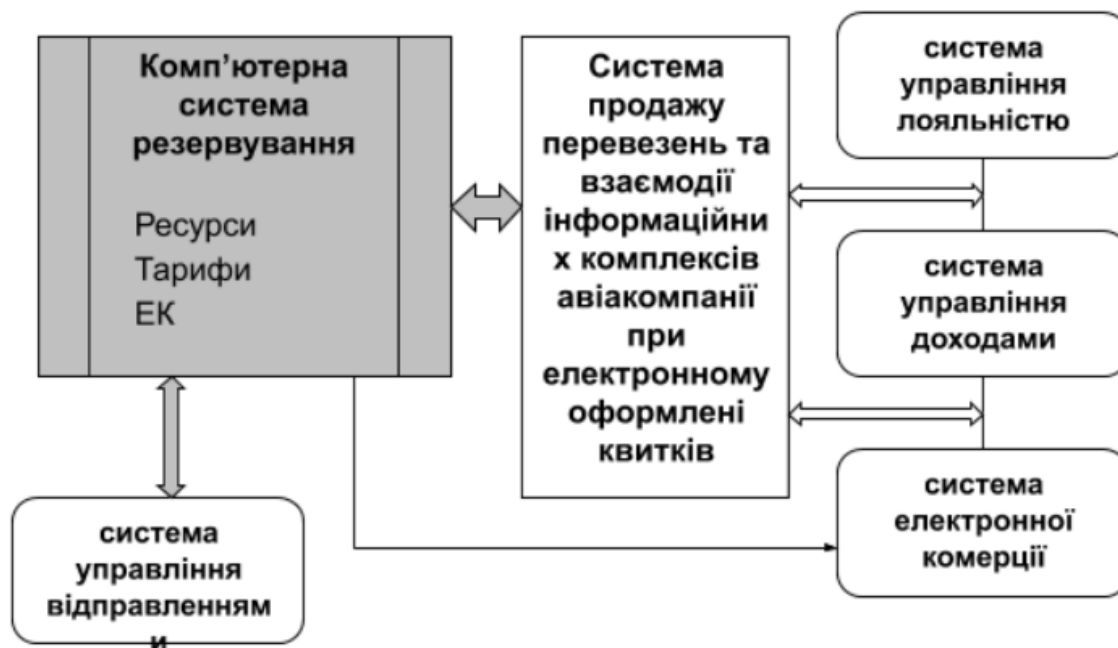 Комп’ютерна
система
резервування
Ресурси
Тарифи
ЕК
Система
продажу
перевезень та
взаємодії
інформаційни
х комплексів
авіакомпанії
при
електронному
оформлені
квитків
система
управління
лояльністю
система
управління
доходами
система
електронної
комерції
система
управління
відправленням
и